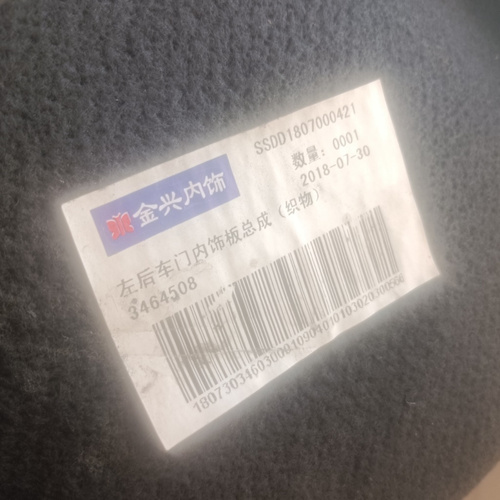 金兴内饰
SSDD1807000421
数量: 0001
2018-07-30
左后车门内饰板总成 (织物)
3464508